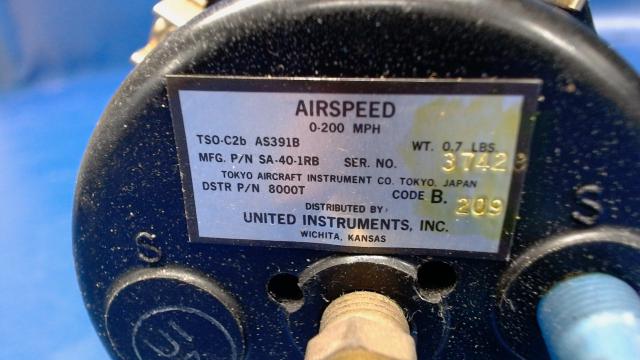 AIRSPEED
0-200 MPH
TSO-C2b AS391B WT. 0.7 LBS.
MFG. P/N SA-40-1RB SER. NO. 3742
TOKYO AIRCRAFT INSTRUMENT CO. TOKYO, JAPAN
DSTR P/N 8000T CODE B. 209
DISTRIBUTED BY:
UNITED INSTRUMENTS, INC.
WICHITA, KANSAS
S S